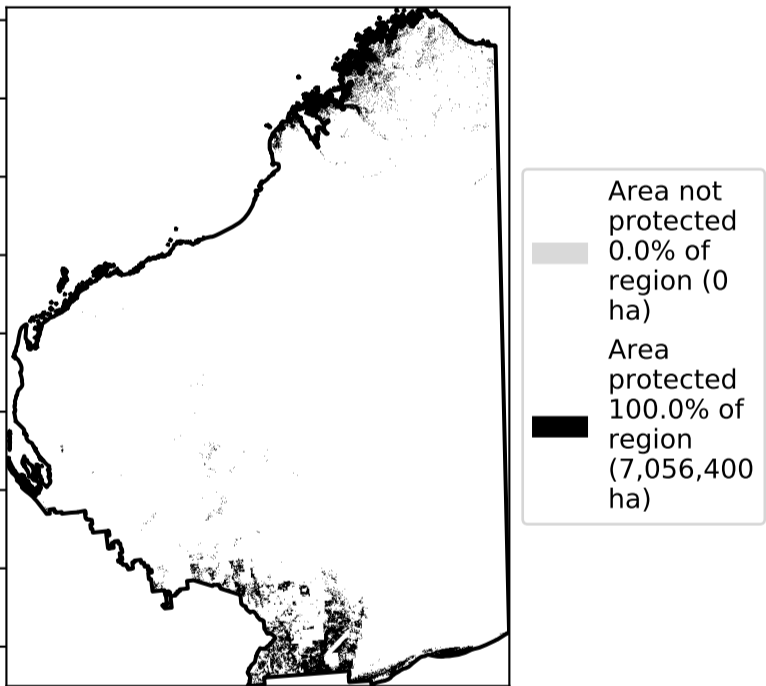 Area not
protected
0.0% of
region (0
ha)
Area
protected
100.0% of
region
(7,056,400
ha)